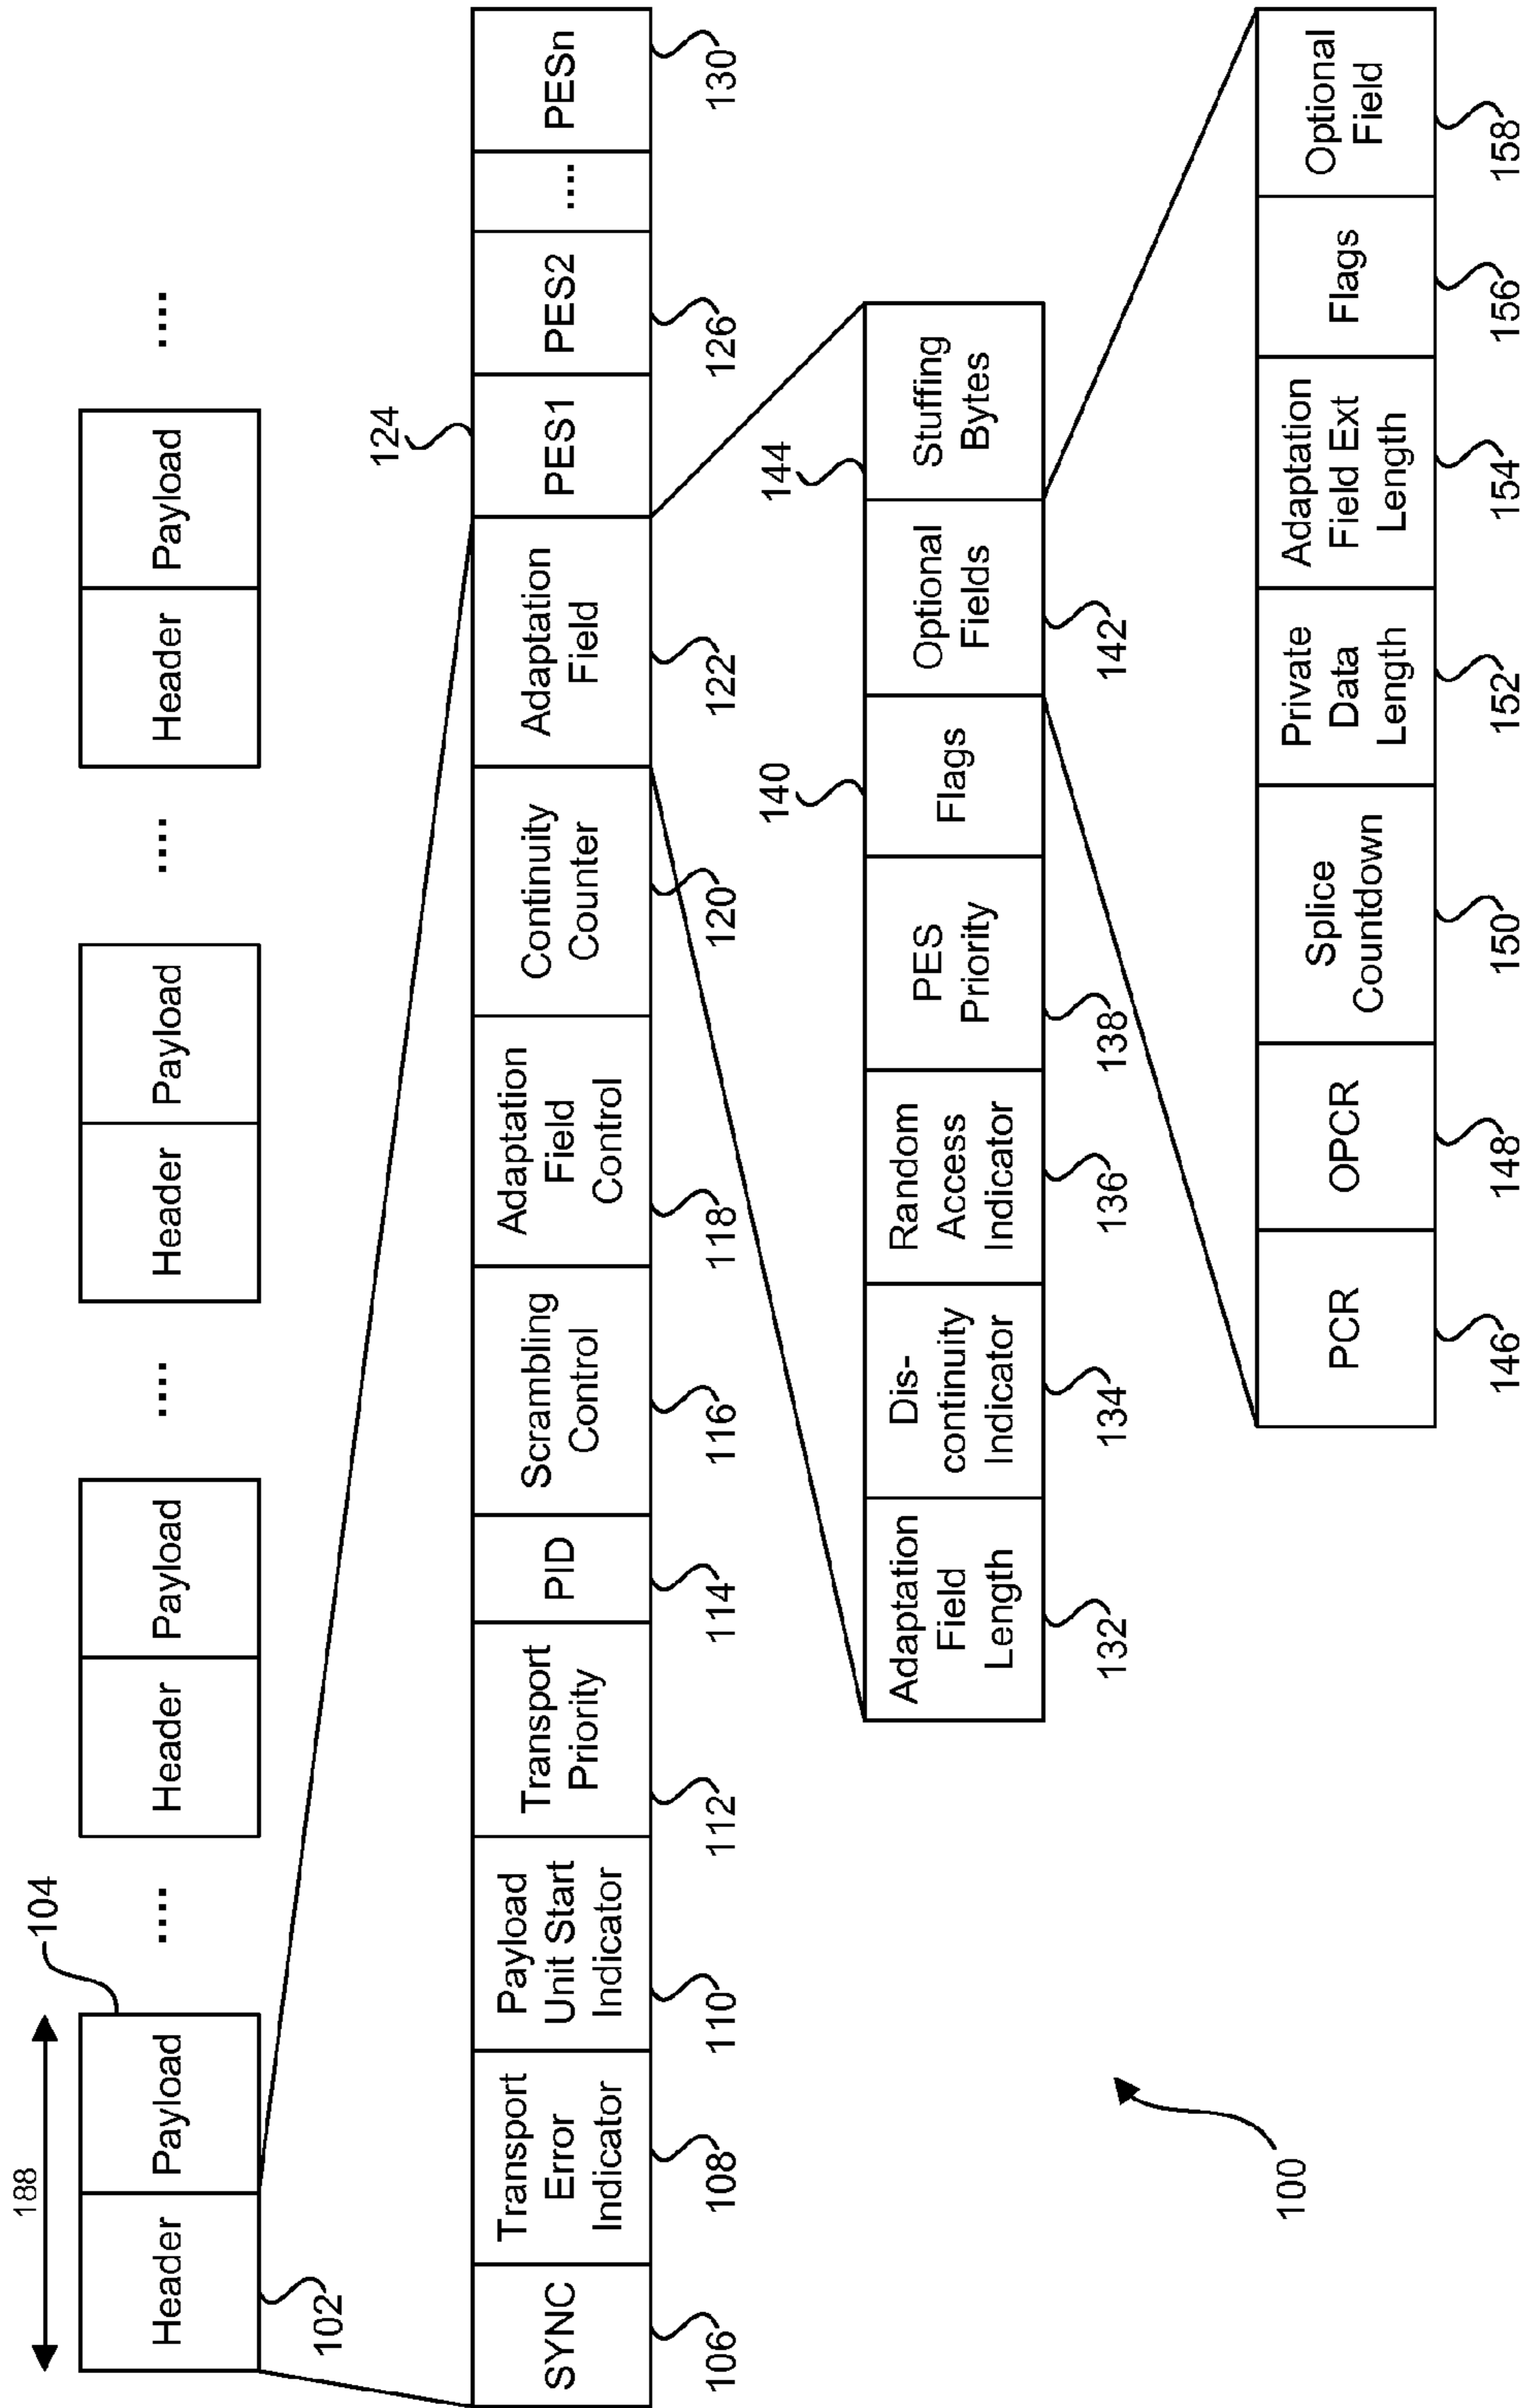 188
104
Header
Payload
....
Header
Payload
....
Header
Payload
....
Header
Payload
....
102
124
SYNC
Transport
Error
Indicator
Payload
Unit Start
Indicator
Transport
Priority
PID
Scrambling
Control
Adaptation
Field
Control
Continuity
Counter
Adaptation
Field
PES1
PES2
....
PESn
106
108
110
112
114
116
118
120
122
126
130
140
144
Adaptation
Field
Length
Dis-
continuity
Indicator
Random
Access
Indicator
PES
Priority
Flags
Optional
Fields
Stuffing
Bytes
132
134
136
138
142
PCR
OPCR
Splice
Countdown
Private
Data
Length
Adaptation
Field Ext
Length
Flags
Optional
Field
146
148
150
152
154
156
158
100